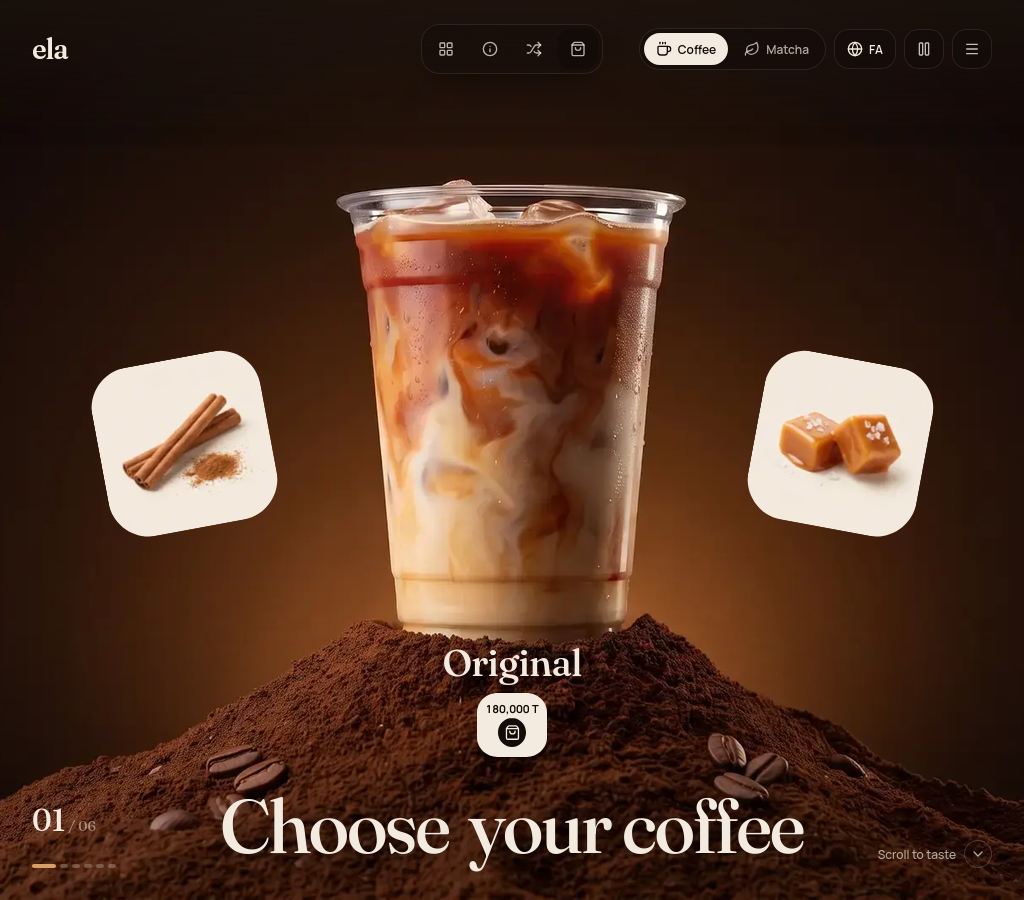 ela
Coffee
Matcha
FA
Original
180,000 T
01 / 06
Choose your coffee
Scroll to taste